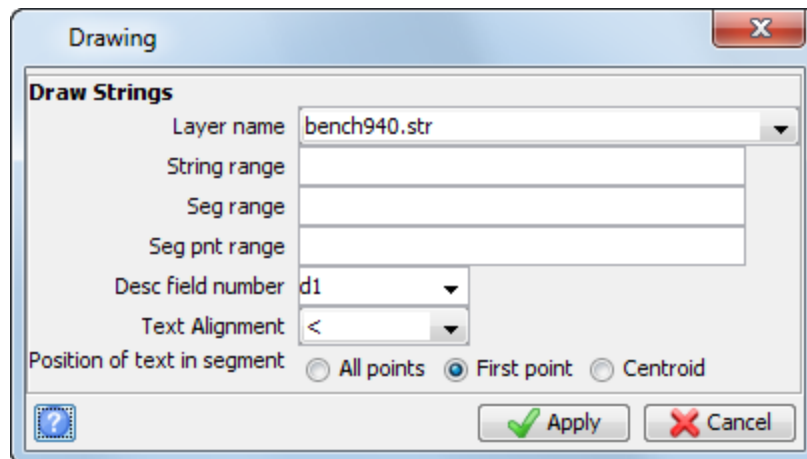 Drawing
Draw Strings
Layer name bench940.str
String range
Seg range
Seg pnt range
Desc field number d1
Text Alignment <
Position of text in segment All points First point Centroid
? Apply Cancel